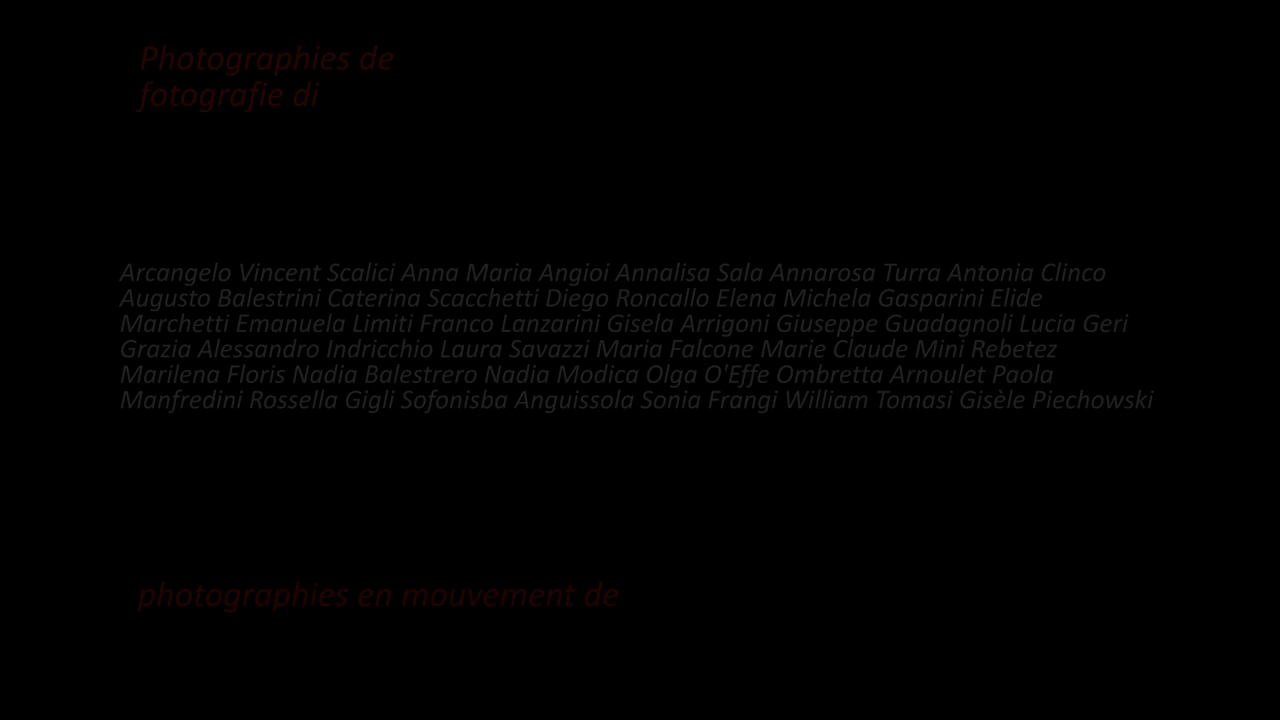 Photographies de
fotografie di
Arcangelo Vincent Scalici Anna Maria Angioi Annalisa Sala Annarosa Turra Antonia Clinco
Augusto Balestrini Caterina Scacchetti Diego Roncallo Elena Michela Gasparini Elide
Marchetti Emanuela Limiti Franco Lanzarini Gisela Arrigoni Giuseppe Guadagnoli Lucia Geri
Grazia Alessandro Indricchio Laura Savazzi Maria Falcone Marie Claude Mini Rebetez
Marilena Floris Nadia Balestrero Nadia Modica Olga O'Effe Ombretta Arnoulet Paola
Manfredini Rossella Gigli Sofonisba Anguissola Sonia Frangi William Tomasi Gisèle Piechowski
photographies en mouvement de